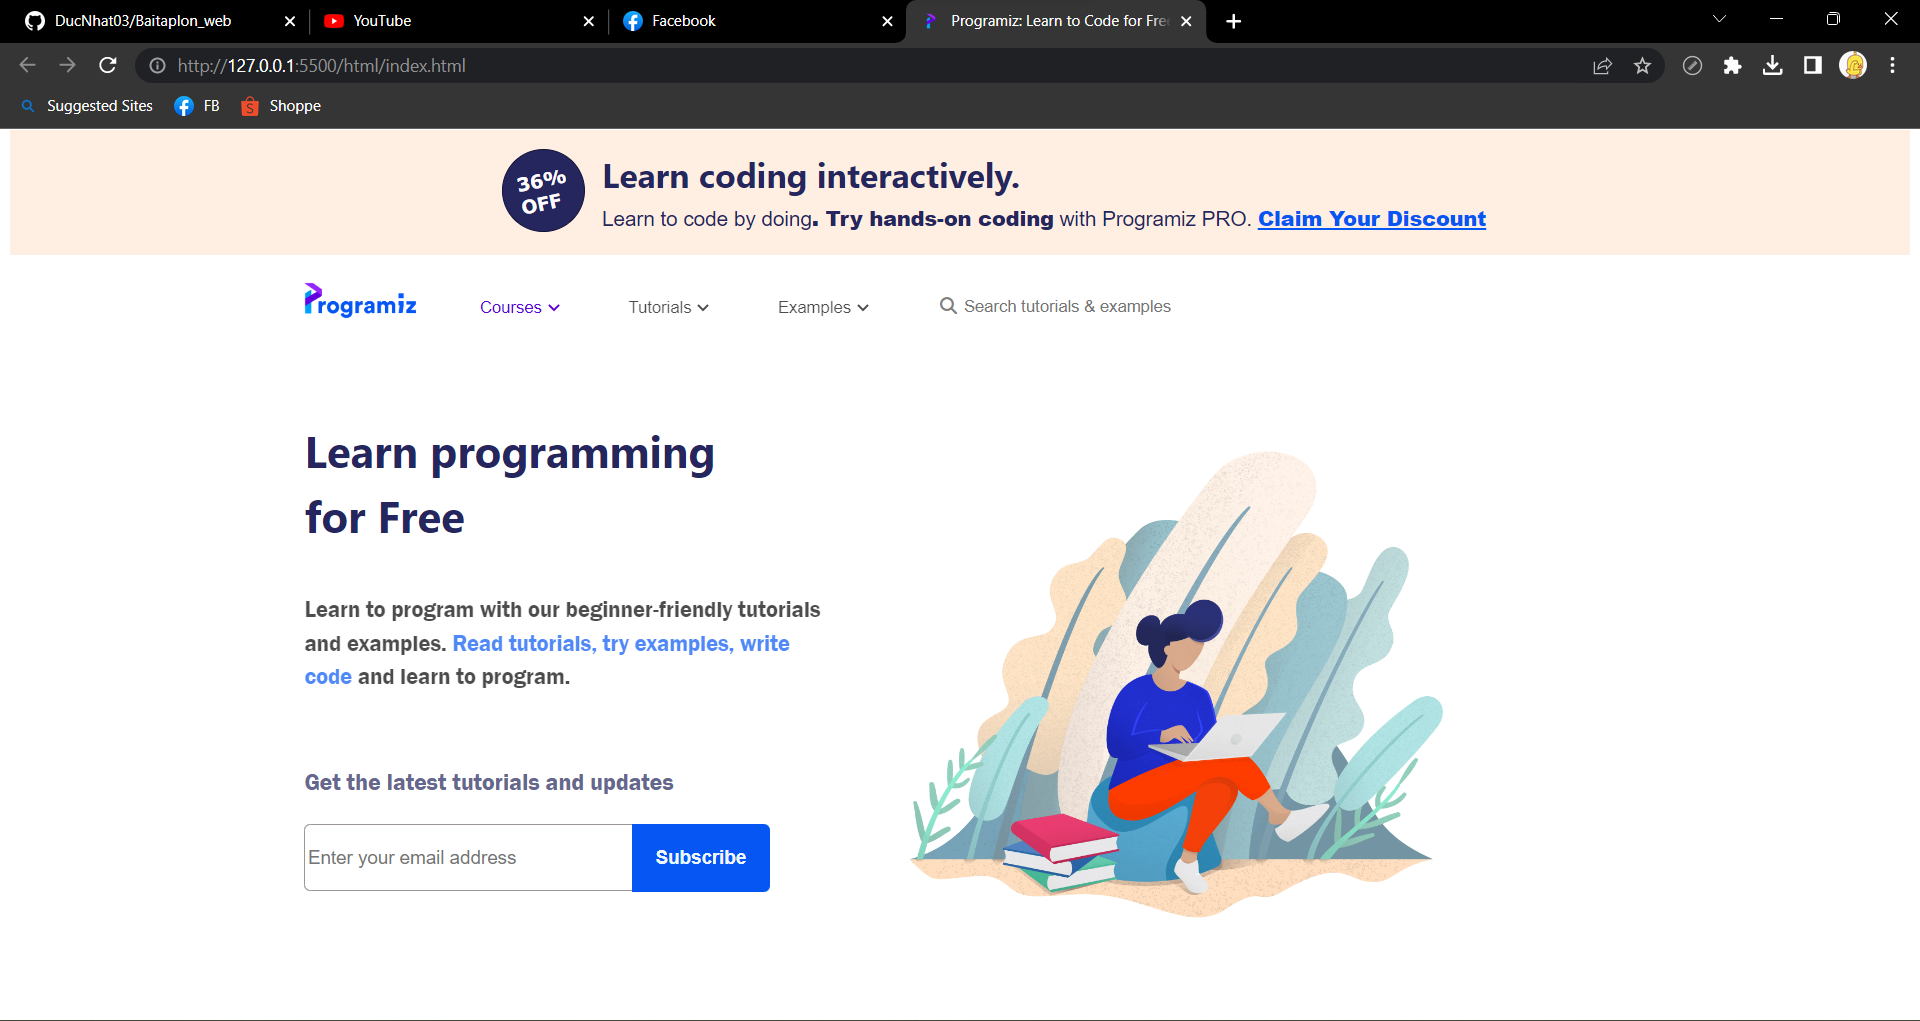 DucNhat03/Baitaplon_web
YouTube
Facebook
Programiz: Learn to Code for Fre
http://127.0.0.1:5500/html/index.html
Suggested Sites
FB
Shoppe
36%
OFF
Learn coding interactively.
Learn to code by doing. Try hands-on coding with Programiz PRO. Claim Your Discount
Programiz
Courses
Tutorials
Examples
Search tutorials & examples
Learn programming
for Free
Learn to program with our beginner-friendly tutorials
and examples. Read tutorials, try examples, write
code and learn to program.
Get the latest tutorials and updates
Enter your email address
Subscribe